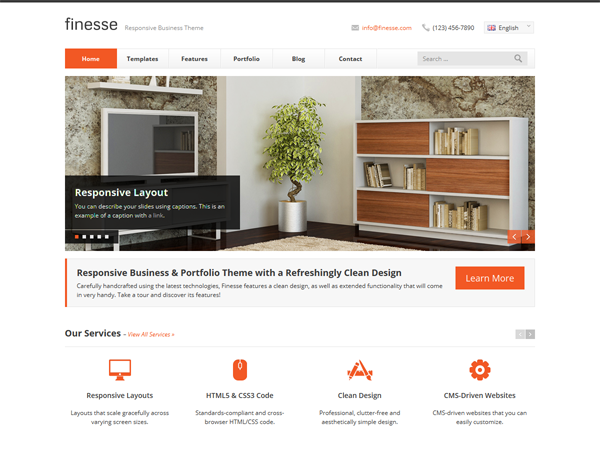 finesse Responsive Business Theme info@finesse.com (123) 456-7890 English
Home Templates Features Portfolio Blog Contact Search ...
Responsive Layout
You can describe your slides using captions. This is an
example of a caption with a link.
Responsive Business & Portfolio Theme with a Refreshingly Clean Design
Carefully handcrafted using the latest technologies, Finesse features a clean design, as well as extended functionality that will come
in very handy. Take a tour and discover its features!
Learn More
Our Services – View All Services »
Responsive Layouts
Layouts that scale gracefully across
varying screen sizes.
HTML5 & CSS3 Code
Standards-compliant and cross-
browser HTML/CSS code.
Clean Design
Professional, clutter-free and
aesthetically simple design.
CMS-Driven Websites
CMS-driven websites that you can
easily customize.